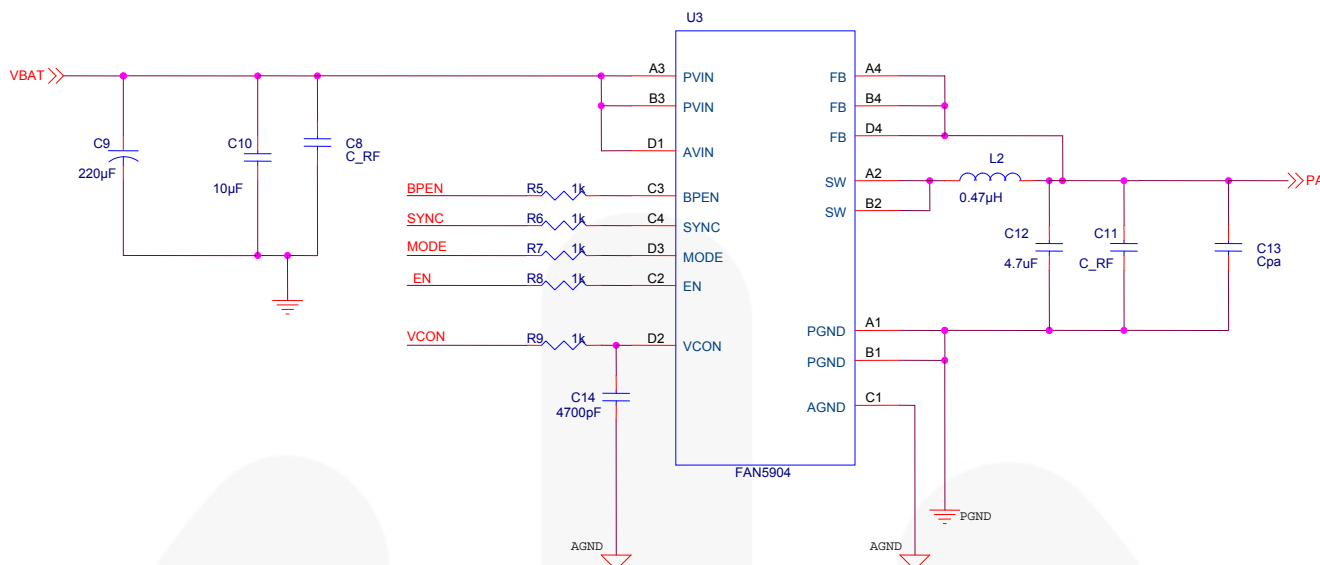 U3
VBAT
A3 PVIN FB A4
B3 PVIN FB B4
FB D4
D1 AVIN
C9
220µF
C10
10µF
C8
C_RF
SW A2
L2
0.47µH
PA
BPEN R5 1k C3 BPEN
SW B2
SYNC R6 1k C4 SYNC
MODE R7 1k D3 MODE
EN R8 1k C2 EN
C12
4.7uF
C11
C_RF
C13
Cpa
VCON R9 1k D2 VCON
PGND A1
PGND B1
C14
4700pF
AGND C1
FAN5904
PGND
AGND
AGND